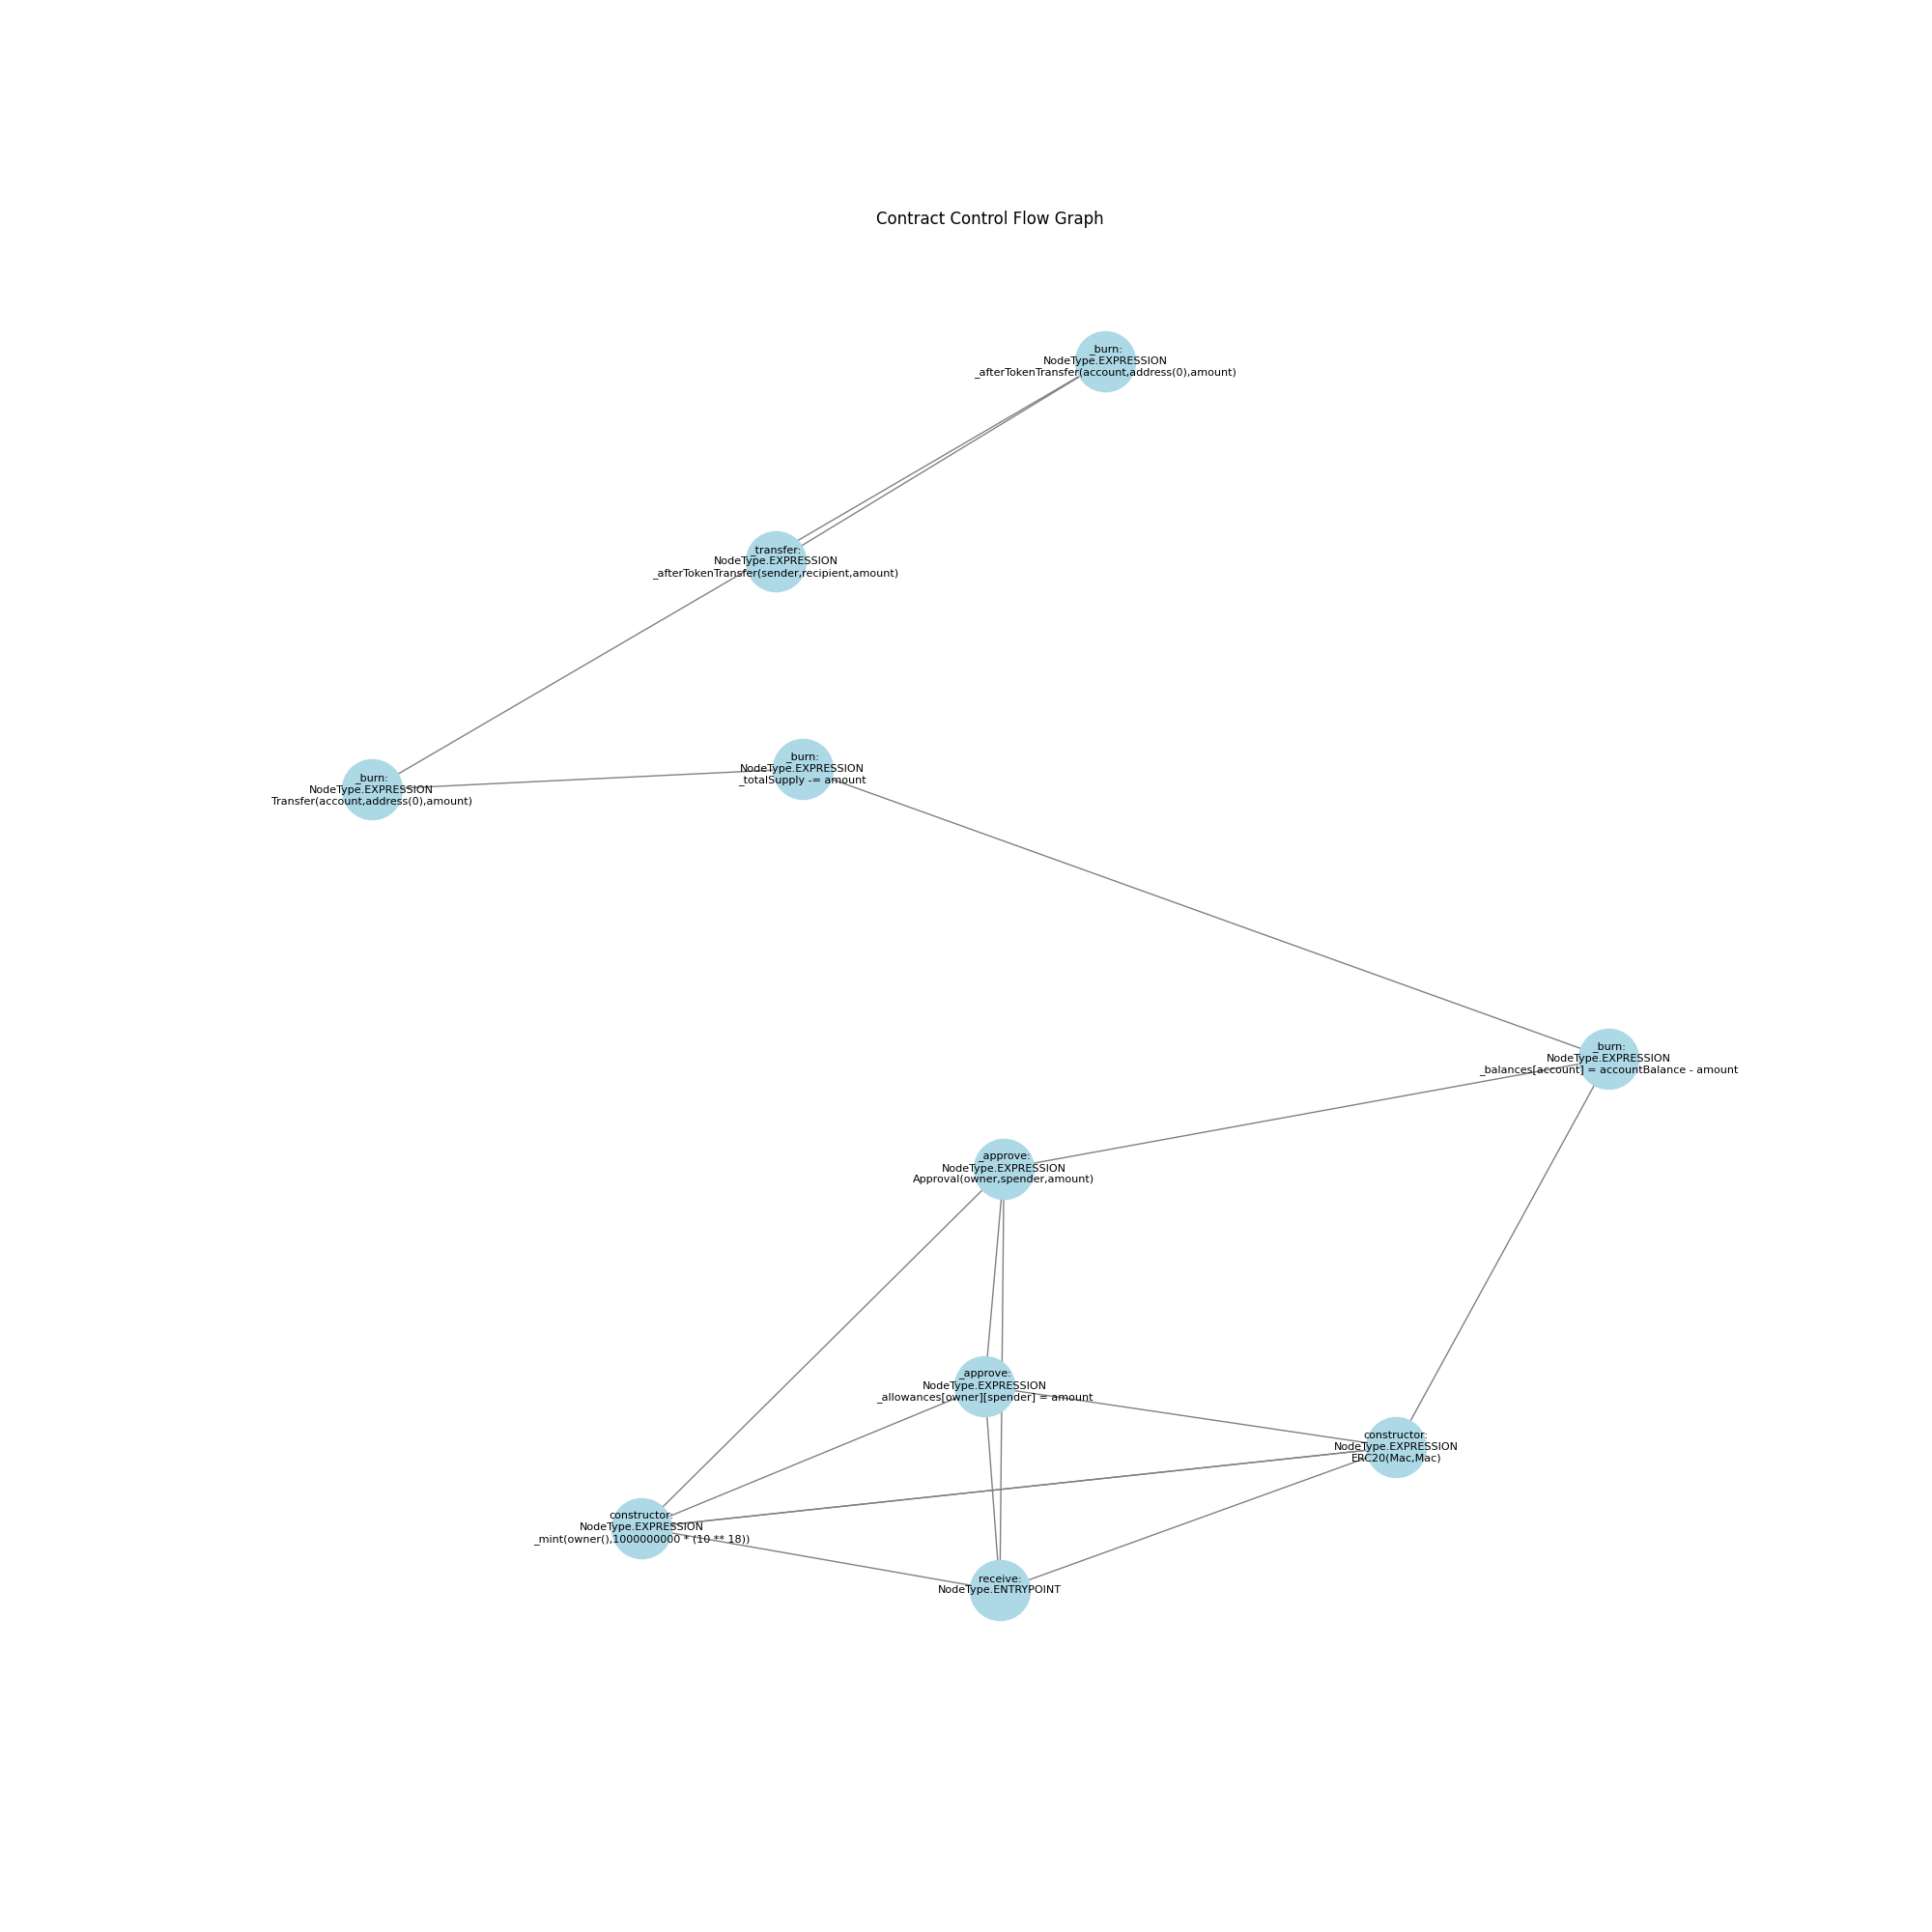 Contract Control Flow Graph
_burn:
NodeType.EXPRESSION
_afterTokenTransfer(account,address(0),amount)
_transfer:
NodeType.EXPRESSION
_afterTokenTransfer(sender,recipient,amount)
_burn:
NodeType.EXPRESSION
_totalSupply -= amount
_burn:
NodeType.EXPRESSION
Transfer(account,address(0),amount)
_burn:
NodeType.EXPRESSION
_balances[account] = accountBalance - amount
_approve:
NodeType.EXPRESSION
Approval(owner,spender,amount)
_approve:
NodeType.EXPRESSION
_allowances[owner][spender] = amount
constructor:
NodeType.EXPRESSION
ERC20(Mac,Mac)
constructor:
NodeType.EXPRESSION
_mint(owner(),1000000000 * (10 ** 18))
receive:
NodeType.ENTRYPOINT